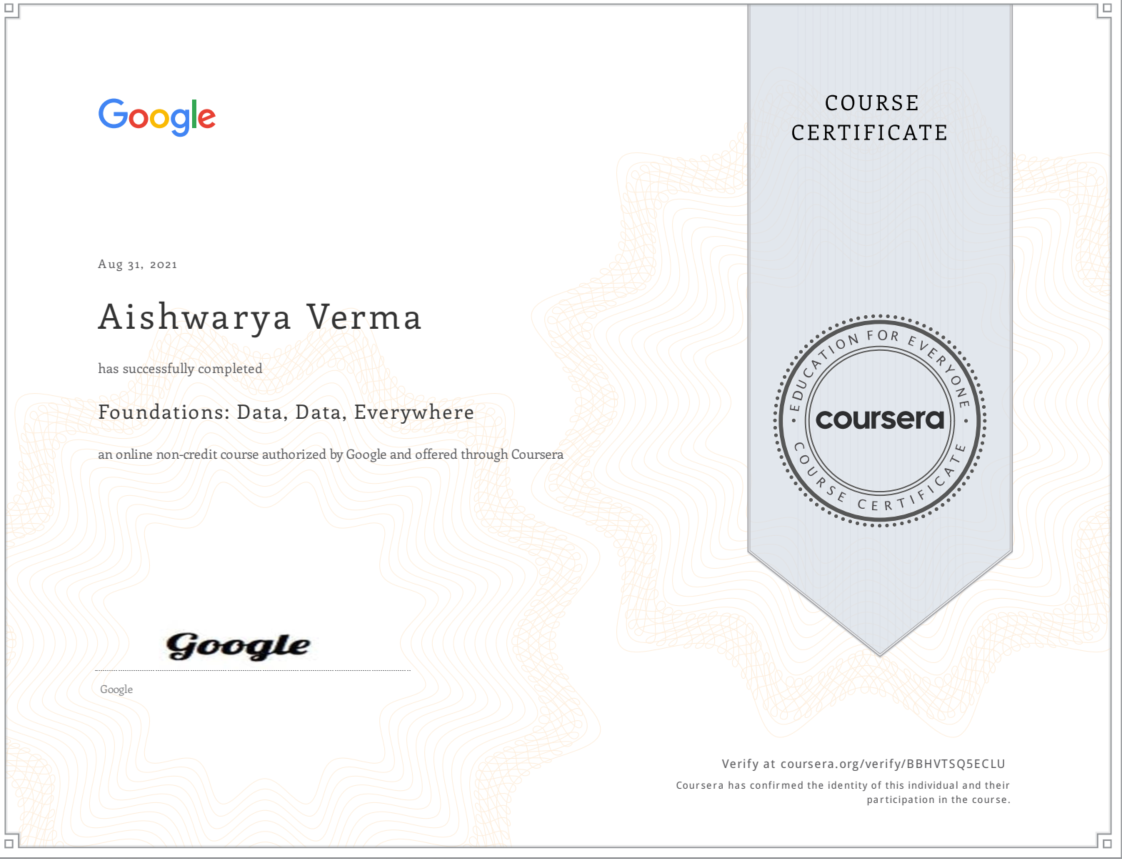 Google
COURSE
CERTIFICATE
Aug 31, 2021
Aishwarya Verma
has successfully completed
Foundations: Data, Data, Everywhere
an online non-credit course authorized by Google and offered through Coursera
EDUCATION FOR EVERYONE
coursera
COURSE CERTIFICATE
Google
Google
Verify at coursera.org/verify/BBHVTSQ5ECLU
Coursera has confirmed the identity of this individual and their
participation in the course.